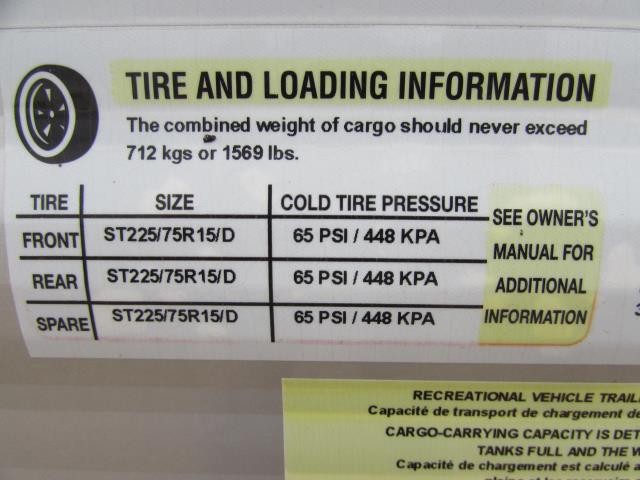 TIRE AND LOADING INFORMATION
The combined weight of cargo should never exceed
712 kgs or 1569 lbs.
TIRE SIZE COLD TIRE PRESSURE
FRONT ST225/75R15/D 65 PSI / 448 KPA
REAR ST225/75R15/D 65 PSI / 448 KPA
SPARE ST225/75R15/D 65 PSI / 448 KPA
SEE OWNER'S
MANUAL FOR
ADDITIONAL
INFORMATION
RECREATIONAL VEHICLE
Capacité de transport de chargement
CARGO-CARRYING CAPACITY IS
TANKS FULL AND THE
Capacité de chargement est calculé